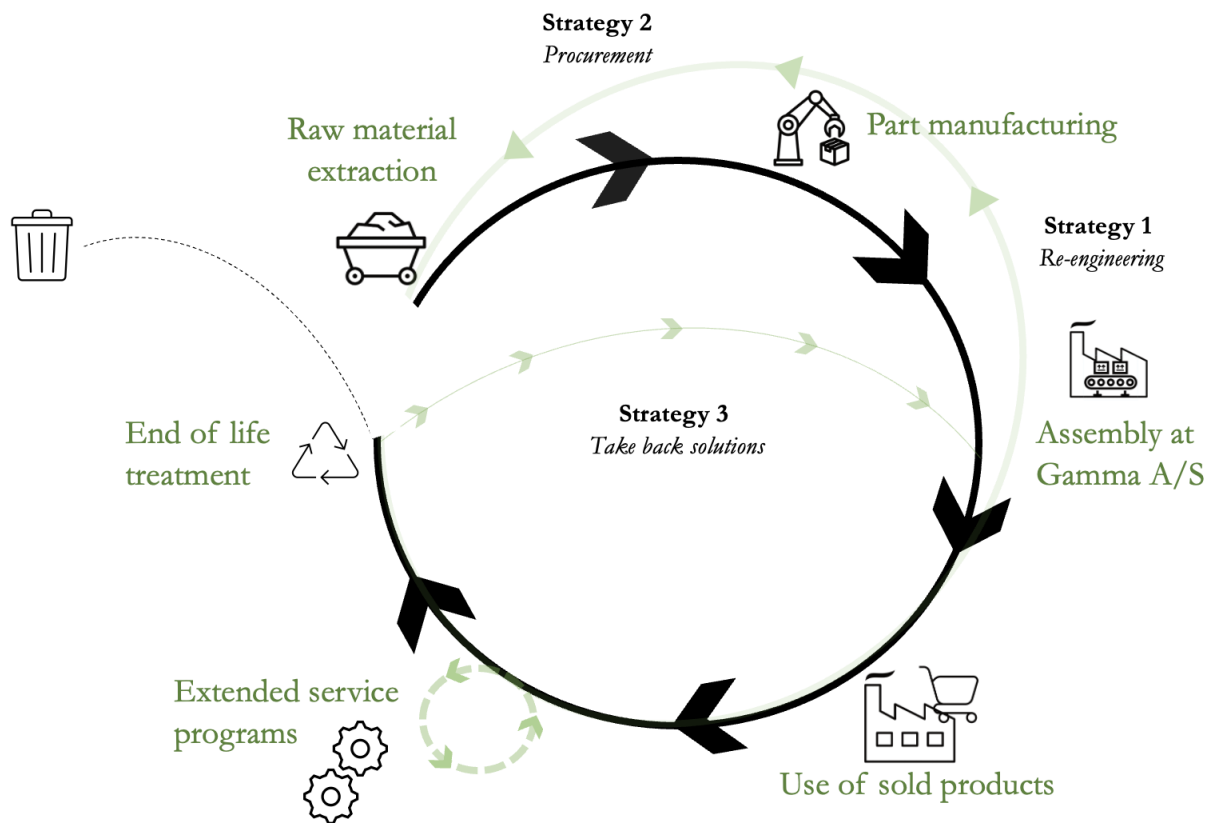 Strategy 2
Procurement
Raw material
extraction
Part manufacturing
Strategy 1
Re-engineering
Strategy 3
Take back solutions
End of life
treatment
Assembly at
Gamma A/S
Extended service
programs
Use of sold products